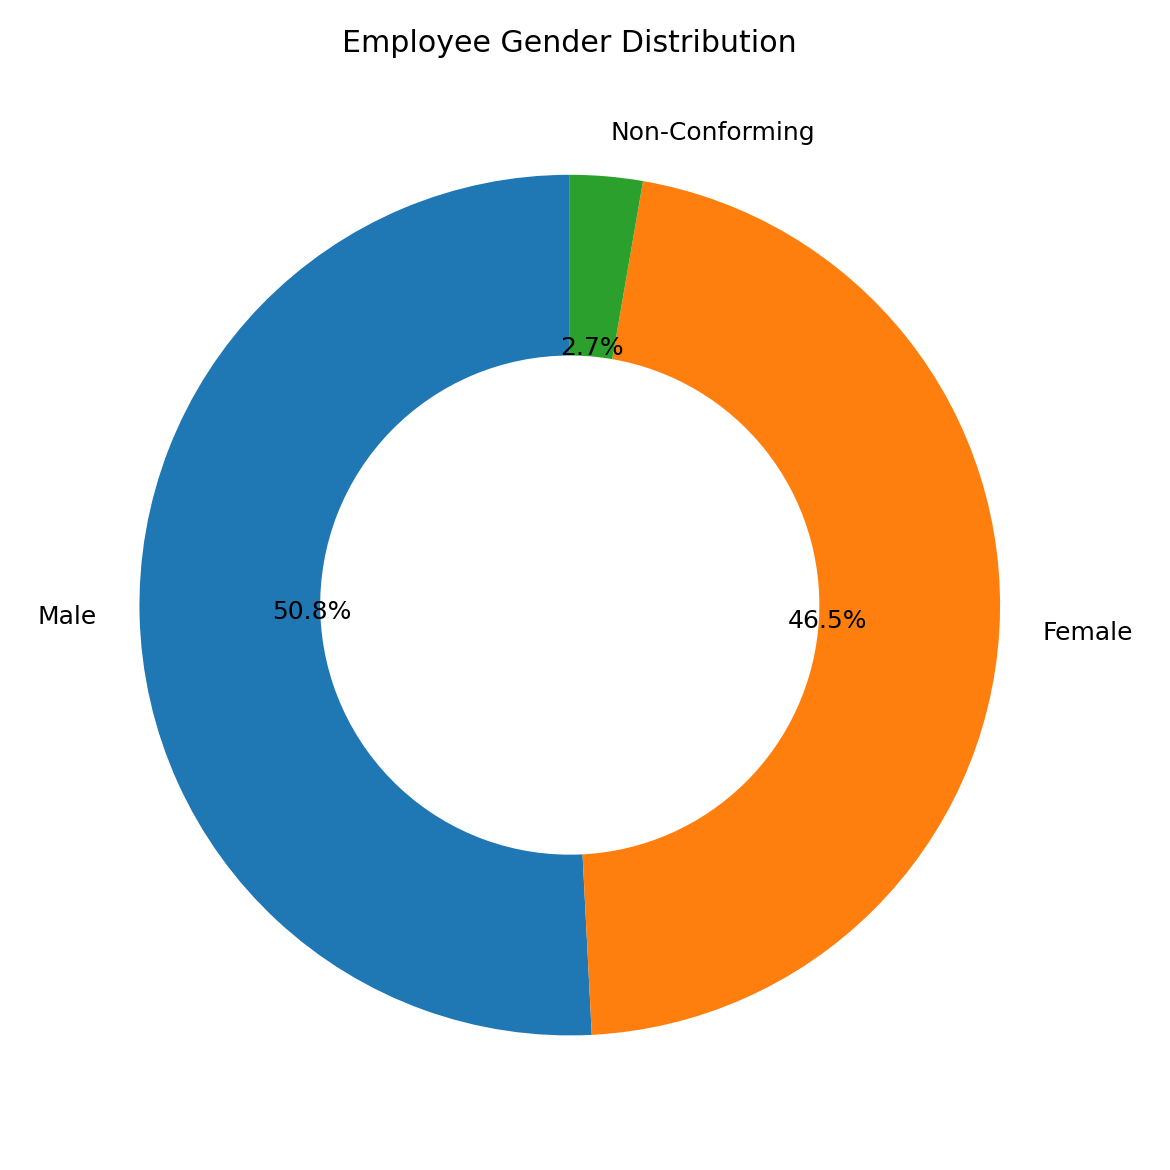 Employee Gender Distribution
Non-Conforming
2.7%
Male
50.8%
46.5%
Female